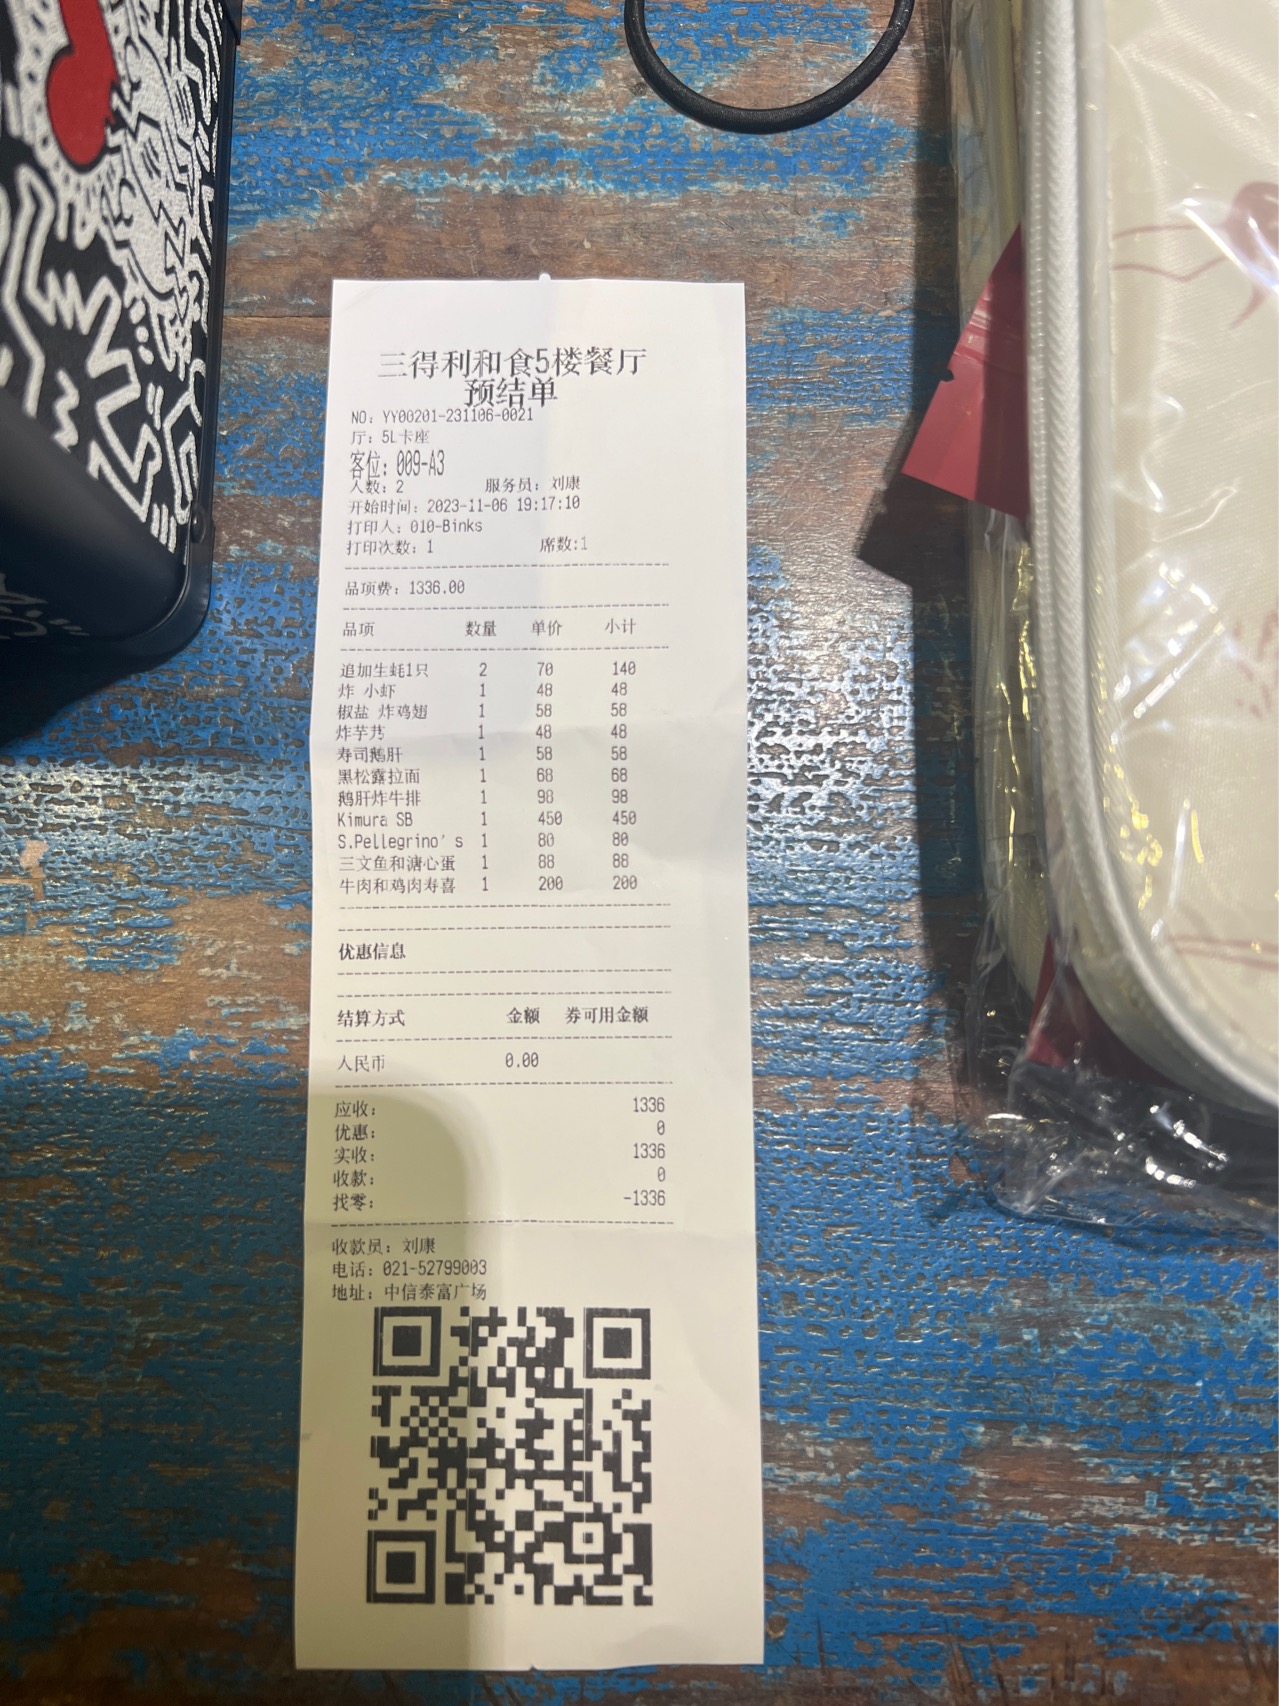 三得利和食5楼餐厅
预结单
NO: YY00201-231106-0021
厅: 5L卡座
客位: 009-A3
人数: 2 服务员: 刘康
开始时间: 2023-11-06 19:17:10
打印人: 010-Binks
打印次数: 1 席数:1
品项费: 1336.00
品项 数量 单价 小计
追加生蚝1只 2 70 140
炸 小虾 1 48 48
椒盐 炸鸡翅 1 58 58
炸芋艿 1 48 48
寿司鹅肝 1 58 58
黑松露拉面 1 68 68
鹅肝炸牛排 1 98 98
Kimura SB 1 450 450
S.Pellegrino's 1 80 80
三文鱼和溏心蛋 1 88 88
牛肉和鸡肉寿喜 1 200 200
优惠信息
结算方式 金额 券可用金额
人民币 0.00
应收: 1336
优惠: 0
实收: 1336
收款: 0
找零: -1336
收款员: 刘康
电话: 021-52799003
地址: 中信泰富广场